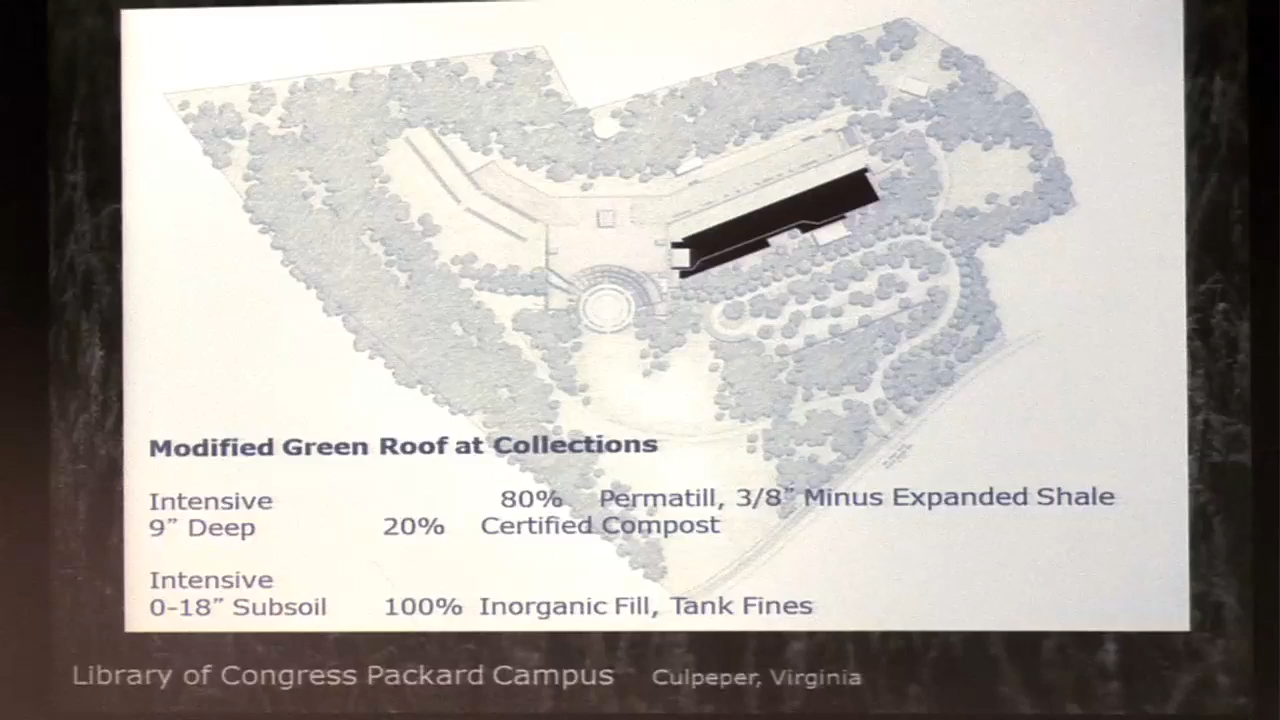 Modified Green Roof at Collections
Intensive 80% Permatill, 3/8" Minus Expanded Shale
9" Deep 20% Certified Compost
Intensive
0-18" Subsoil 100% Inorganic Fill, Tank Fines
Library of Congress Packard Campus Culpeper, Virginia